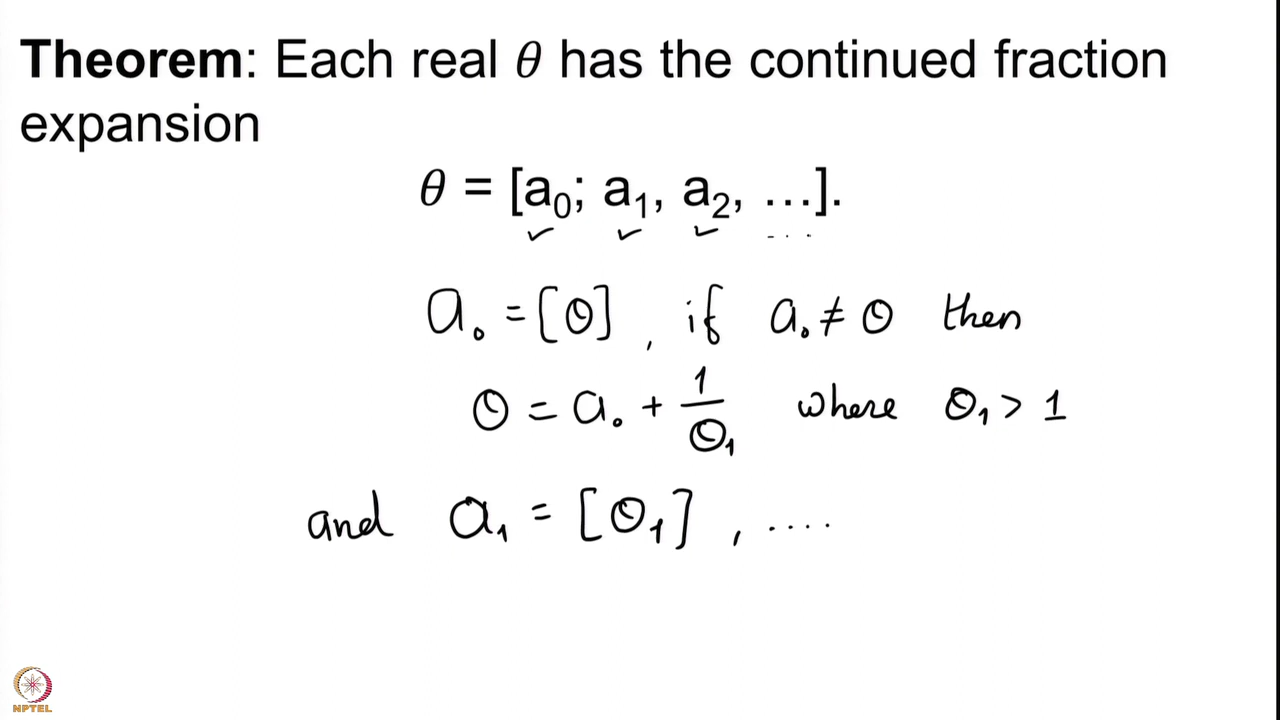 Theorem: Each real θ has the continued fraction
expansion
θ = [a₀; a₁, a₂, …].
a₀ = [θ], if a₀ ≠ θ then
θ = a₀ + 1/θ₁ where θ₁ > 1
and a₁ = [θ₁], ....
NPTEL